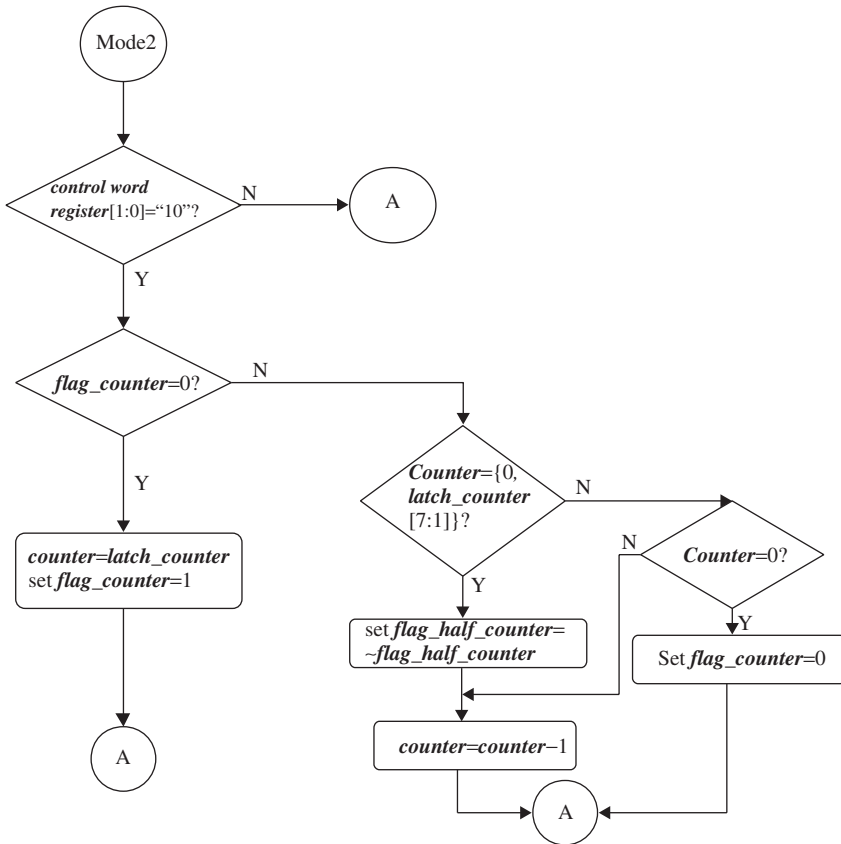 Mode2
control word
register[1:0]=“10”?
N
A
Y
flag_counter=0?
N
Y
counter=latch_counter
set flag_counter=1
A
Counter={0,
latch_counter
[7:1]}?
N
Y
Counter=0?
N
Y
set flag_half_counter=
~flag_half_counter
Set flag_counter=0
counter=counter−1
A